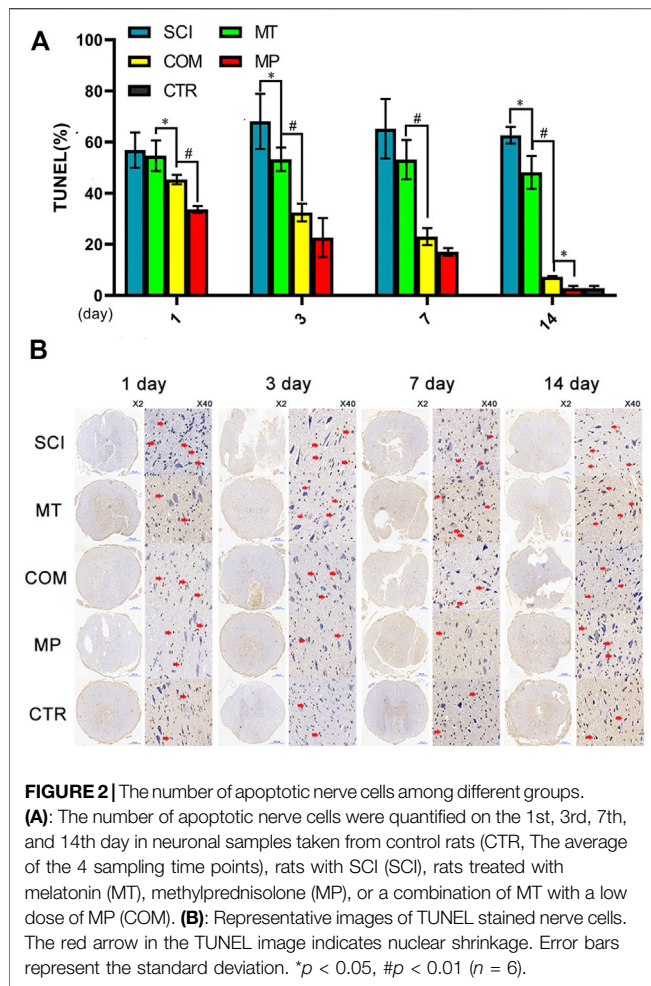 A
SCI MT
COM MP
CTR
TUNEL(%)
100
80
60
40
20
0
* # * # # * # *
(day) 1 3 7 14
B
1 day 3 day 7 day 14 day
X2 X40 X2 X40 X2 X40 X2 X40
SCI
MT
COM
MP
CTR
FIGURE 2 | The number of apoptotic nerve cells among different groups.
(A): The number of apoptotic nerve cells were quantified on the 1st, 3rd, 7th,
and 14th day in neuronal samples taken from control rats (CTR, The average
of the 4 sampling time points), rats with SCI (SCI), rats treated with
melatonin (MT), methylprednisolone (MP), or a combination of MT with a low
dose of MP (COM). (B): Representative images of TUNEL stained nerve cells.
The red arrow in the TUNEL image indicates nuclear shrinkage. Error bars
represent the standard deviation. *p < 0.05, #p < 0.01 (n = 6).